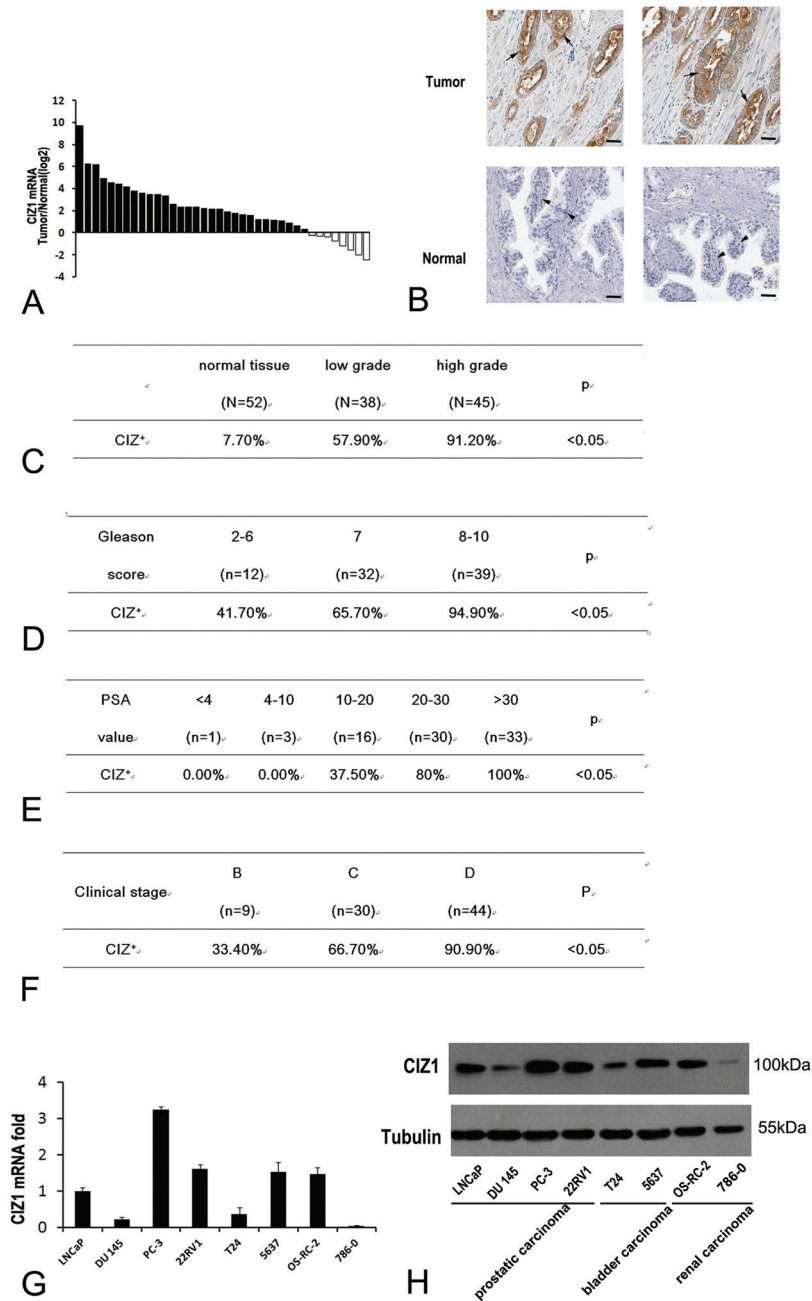 CIZ1 mRNA
Tumor/Normal(log2)
12
10
8
6
4
2
0
-2
-4
A
Tumor
Normal
B
normal tissue low grade high grade p
(N=52) (N=38) (N=45)
CIZ+ 7.70% 57.90% 91.20% <0.05
C
Gleason 2-6 7 8-10 p
score (n=12) (n=32) (n=39)
CIZ+ 41.70% 65.70% 94.90% <0.05
D
PSA <4 4-10 10-20 20-30 >30 p
value (n=1) (n=3) (n=16) (n=30) (n=33)
CIZ+ 0.00% 0.00% 37.50% 80% 100% <0.05
E
Clinical stage B C D P
(n=9) (n=30) (n=44)
CIZ+ 33.40% 66.70% 90.90% <0.05
F
CIZ1 mRNA fold
4
3
2
1
0
LNCaP DU 145 PC-3 22RV1 T24 5637 OS-RC-2 786-0
G
CIZ1 100kDa
Tubulin 55kDa
LNCaP DU 145 PC-3 22RV1 T24 5637 OS-RC-2 786-0
prostatic carcinoma bladder carcinoma renal carcinoma
H